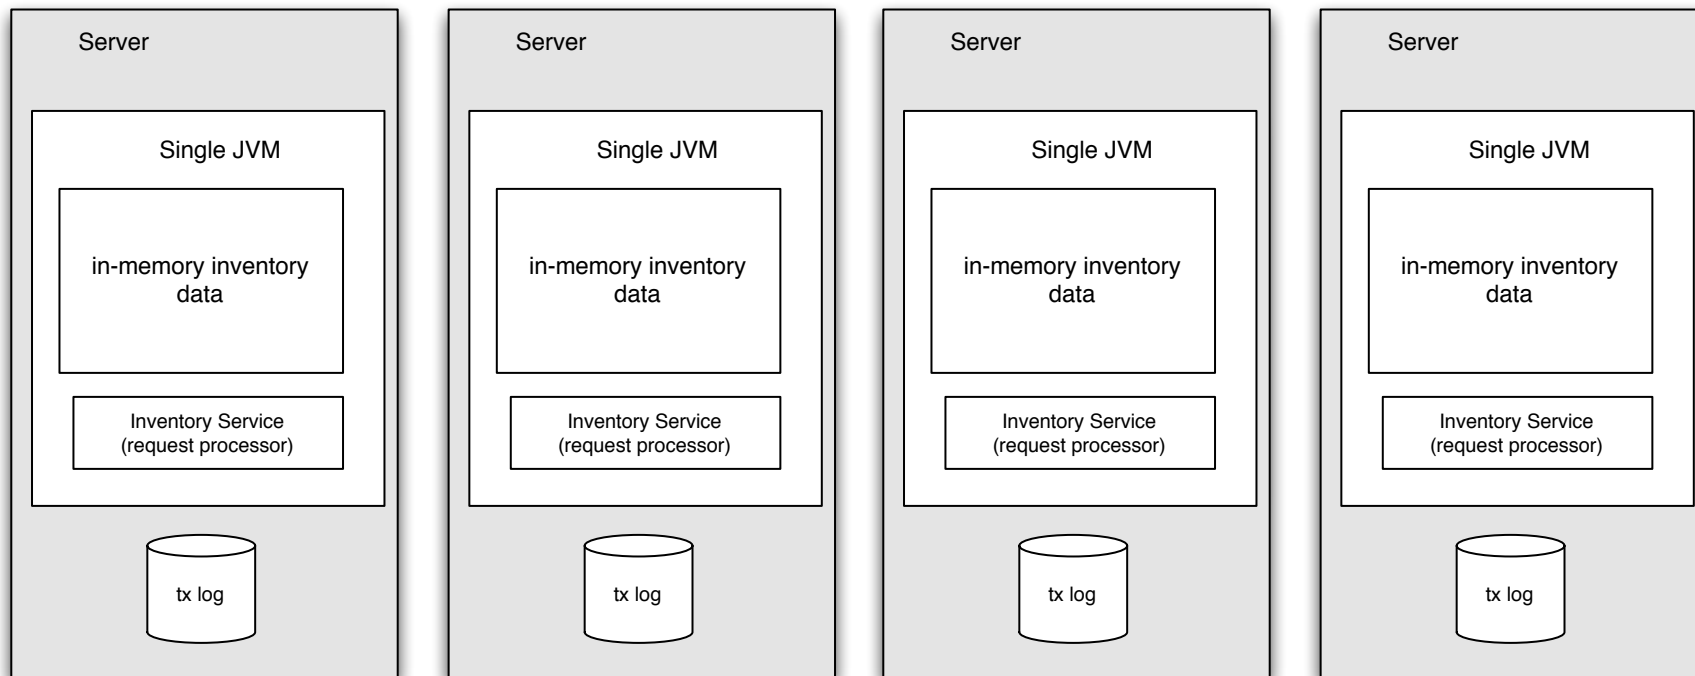 Server
Single JVM
in-memory inventory
data
Inventory Service
(request processor)
tx log
Server
Single JVM
in-memory inventory
data
Inventory Service
(request processor)
tx log
Server
Single JVM
in-memory inventory
data
Inventory Service
(request processor)
tx log
Server
Single JVM
in-memory inventory
data
Inventory Service
(request processor)
tx log